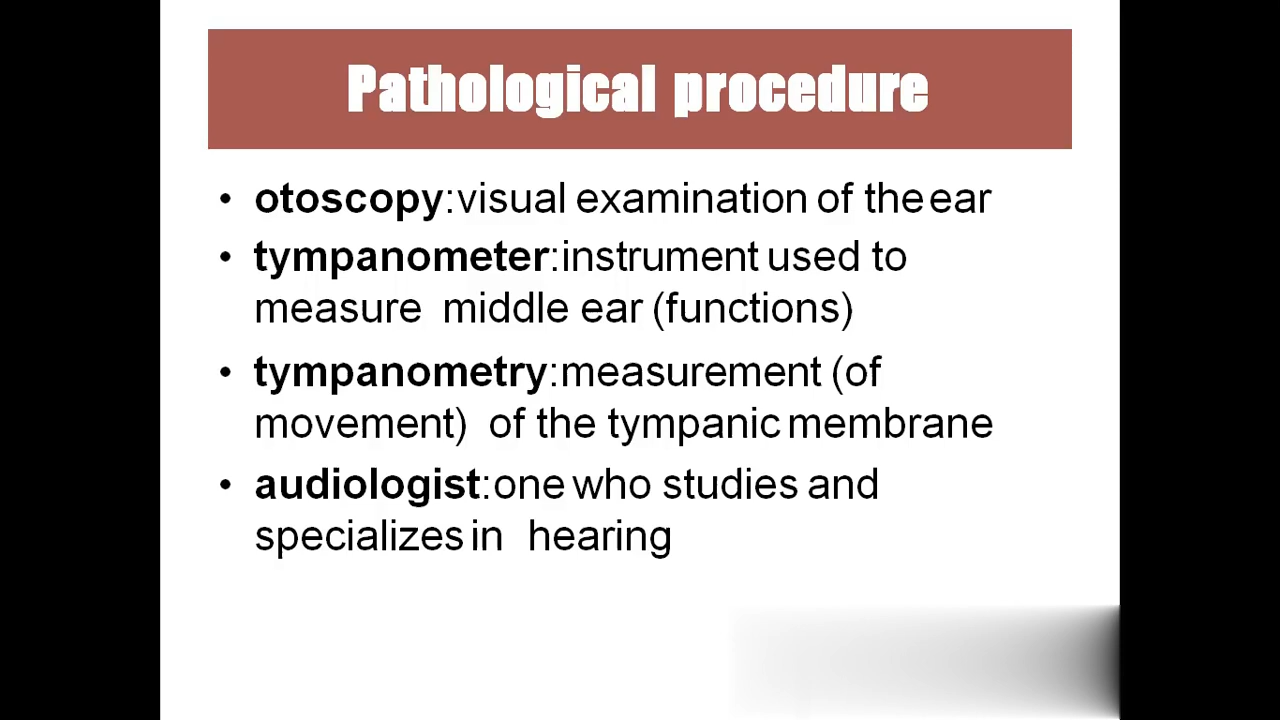 Pathological procedure
• otoscopy:visual examination of the ear
• tympanometer:instrument used to
measure middle ear (functions)
• tympanometry:measurement (of
movement) of the tympanic membrane
• audiologist:one who studies and
specializes in hearing